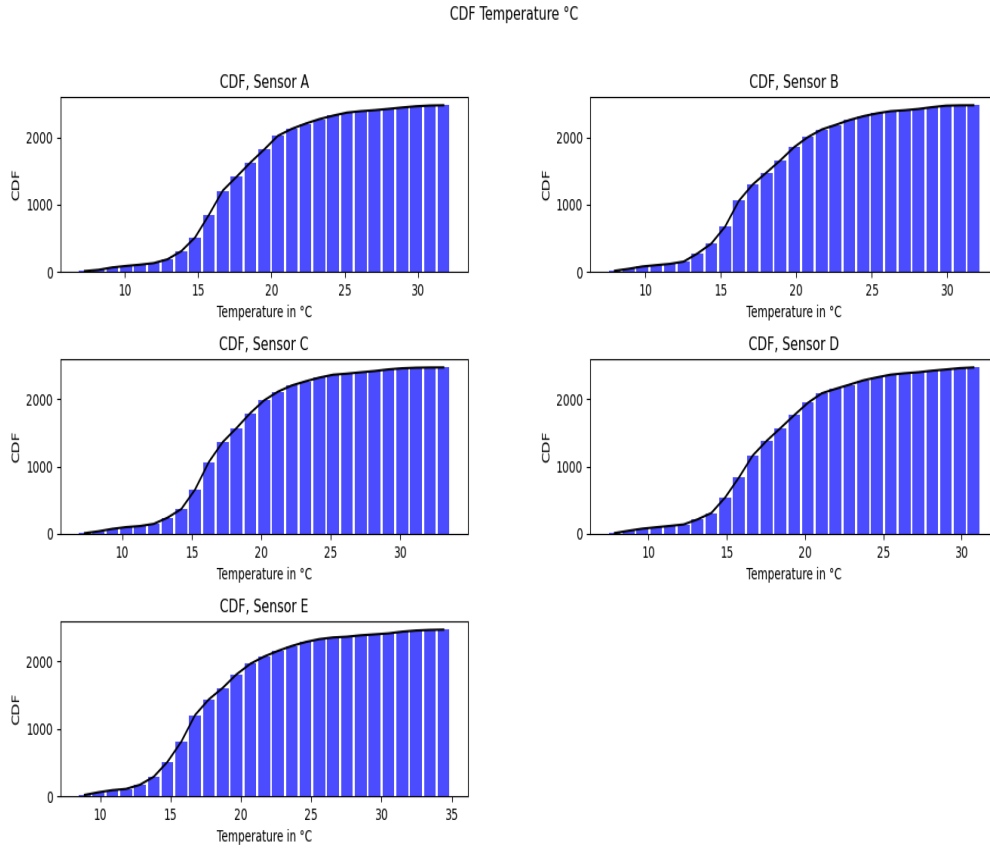 CDF Temperature °C
CDF, Sensor A
CDF
2000
1000
0
10 15 20 25 30
Temperature in °C
CDF, Sensor B
CDF
2000
1000
0
10 15 20 25 30
Temperature in °C
CDF, Sensor C
CDF
2000
1000
0
10 15 20 25 30
Temperature in °C
CDF, Sensor D
CDF
2000
1000
0
10 15 20 25 30
Temperature in °C
CDF, Sensor E
CDF
2000
1000
0
10 15 20 25 30 35
Temperature in °C